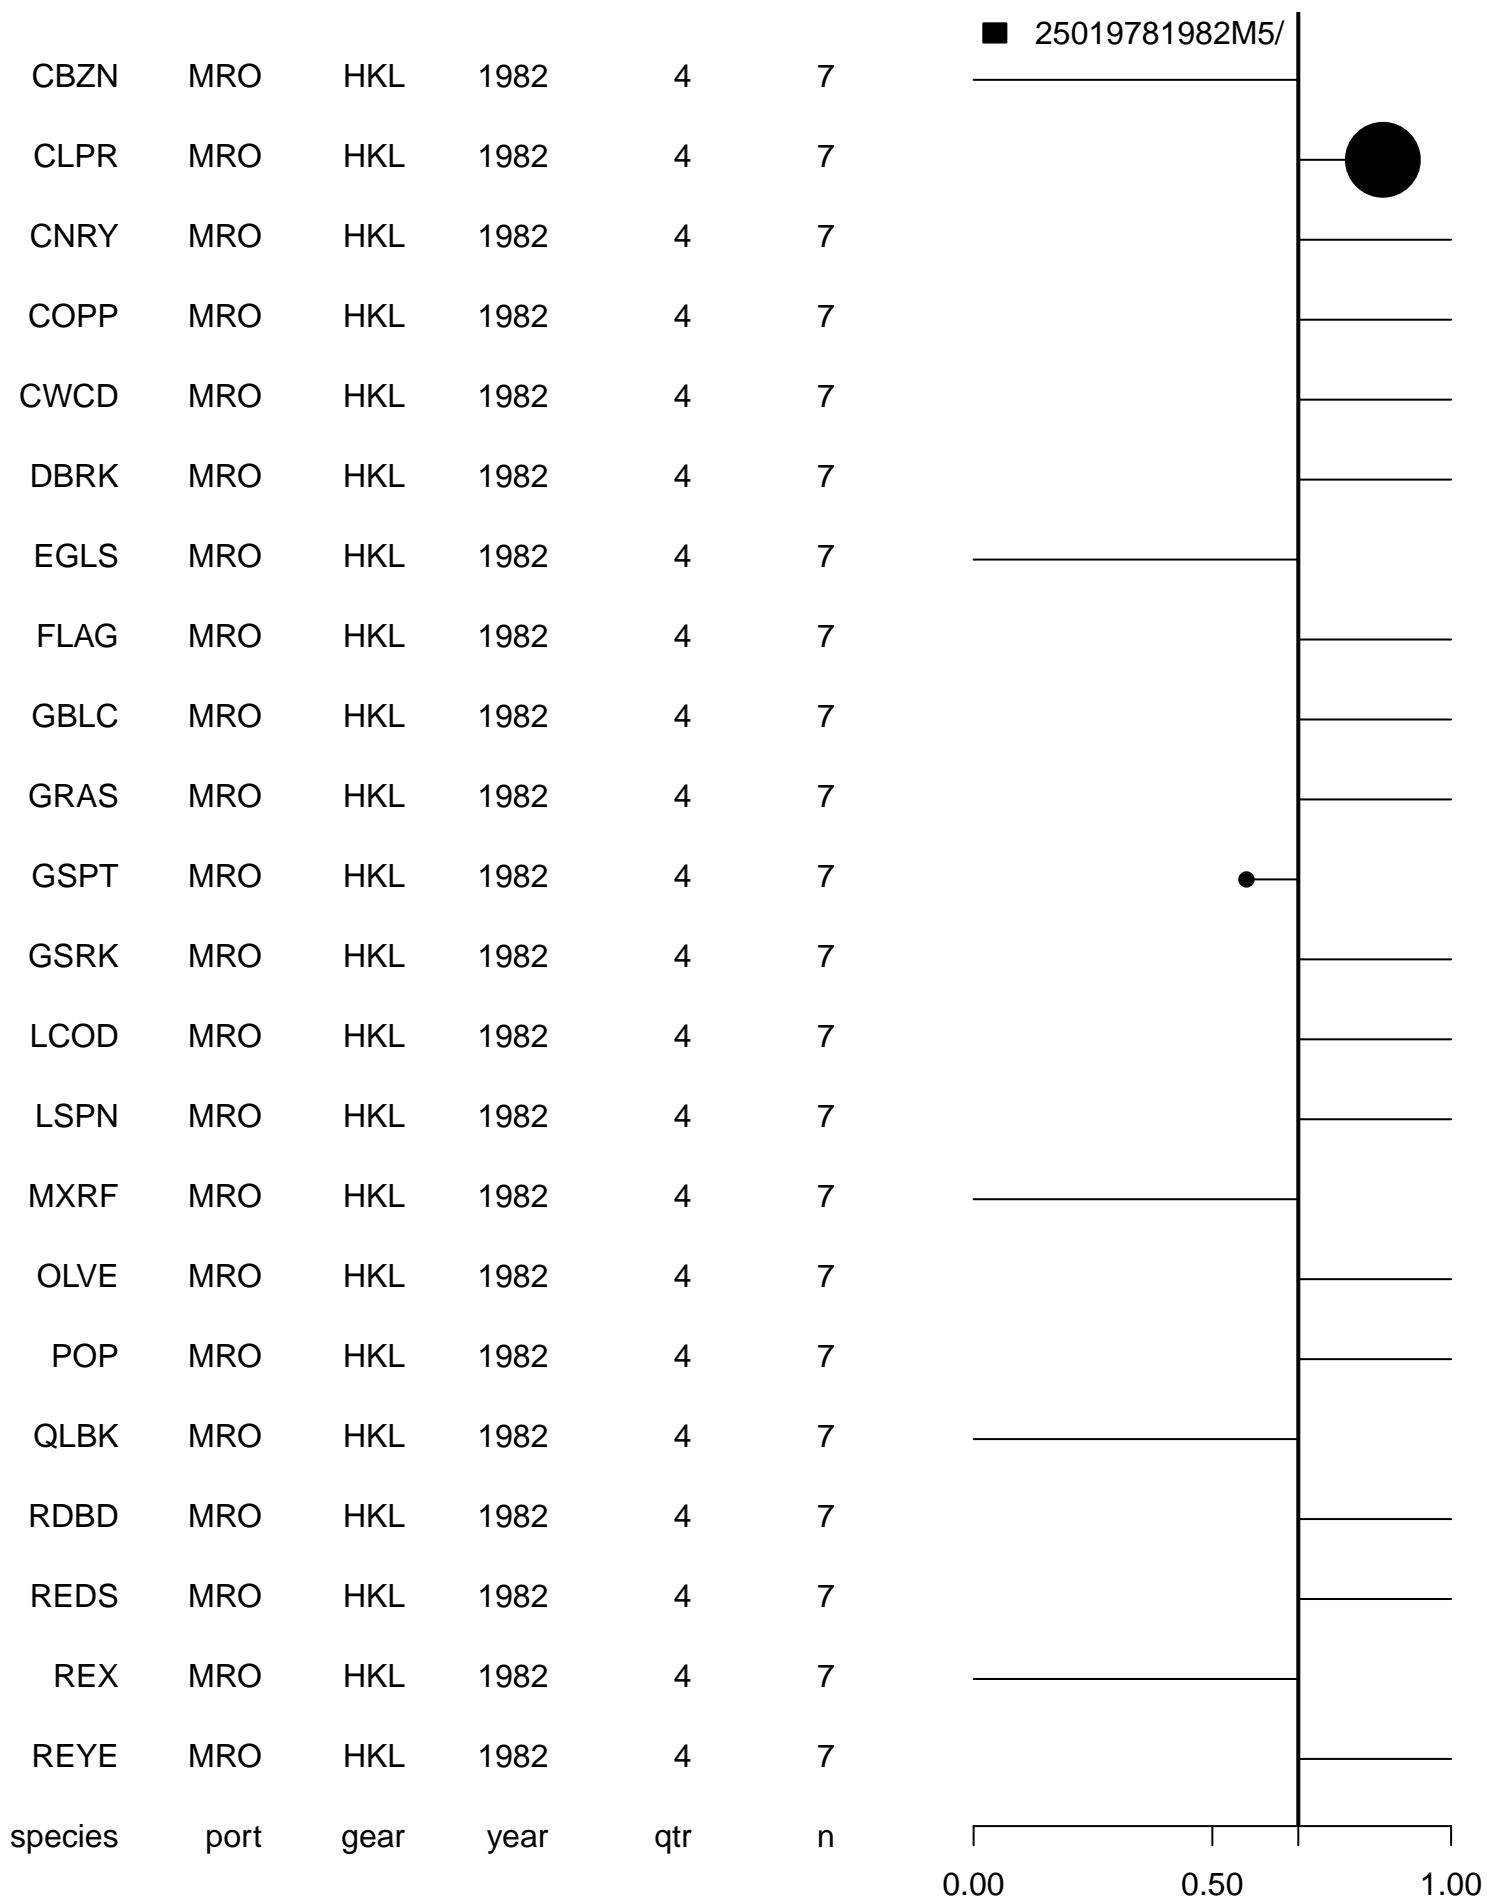 25019781982M5/
CBZN MRO HKL 1982 4 7
CLPR MRO HKL 1982 4 7
CNRY MRO HKL 1982 4 7
COPP MRO HKL 1982 4 7
CWCD MRO HKL 1982 4 7
DBRK MRO HKL 1982 4 7
EGLS MRO HKL 1982 4 7
FLAG MRO HKL 1982 4 7
GBLC MRO HKL 1982 4 7
GRAS MRO HKL 1982 4 7
GSPT MRO HKL 1982 4 7
GSRK MRO HKL 1982 4 7
LCOD MRO HKL 1982 4 7
LSPN MRO HKL 1982 4 7
MXRF MRO HKL 1982 4 7
OLVE MRO HKL 1982 4 7
POP MRO HKL 1982 4 7
QLBK MRO HKL 1982 4 7
RDBD MRO HKL 1982 4 7
REDS MRO HKL 1982 4 7
REX MRO HKL 1982 4 7
REYE MRO HKL 1982 4 7
species port gear year qtr n
0.00 0.50 1.00